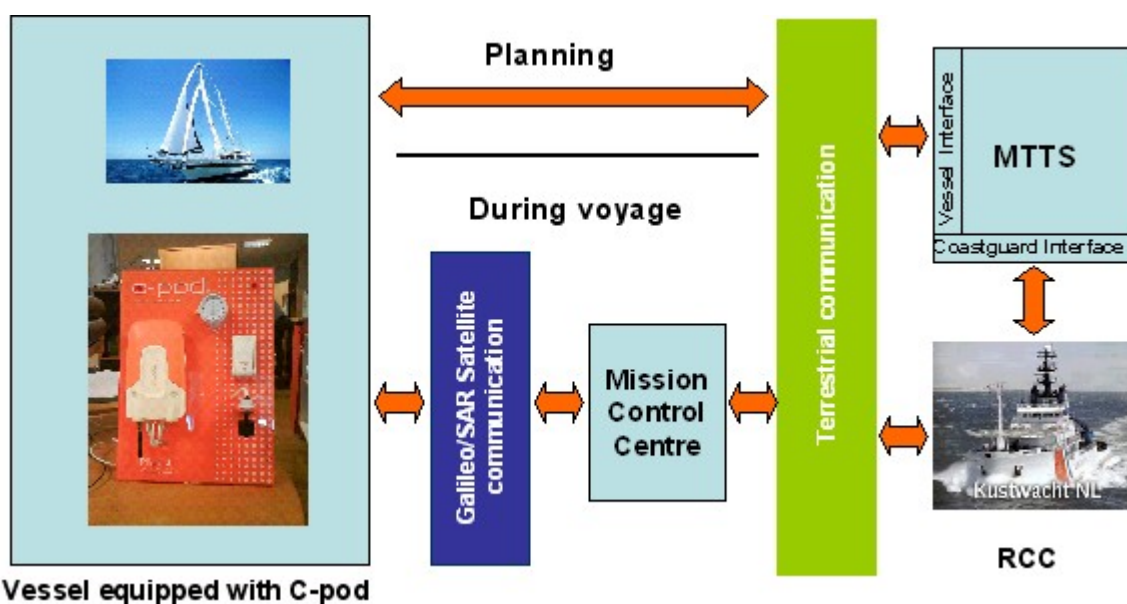 Planning
During voyage
c-pod
Galileo/SAR Satellite
communication
Mission
Control
Centre
Terrestrial communication
Vessel Interface
MTTS
Coastguard Interface
Kustwacht NL
RCC
Vessel equipped with C-pod